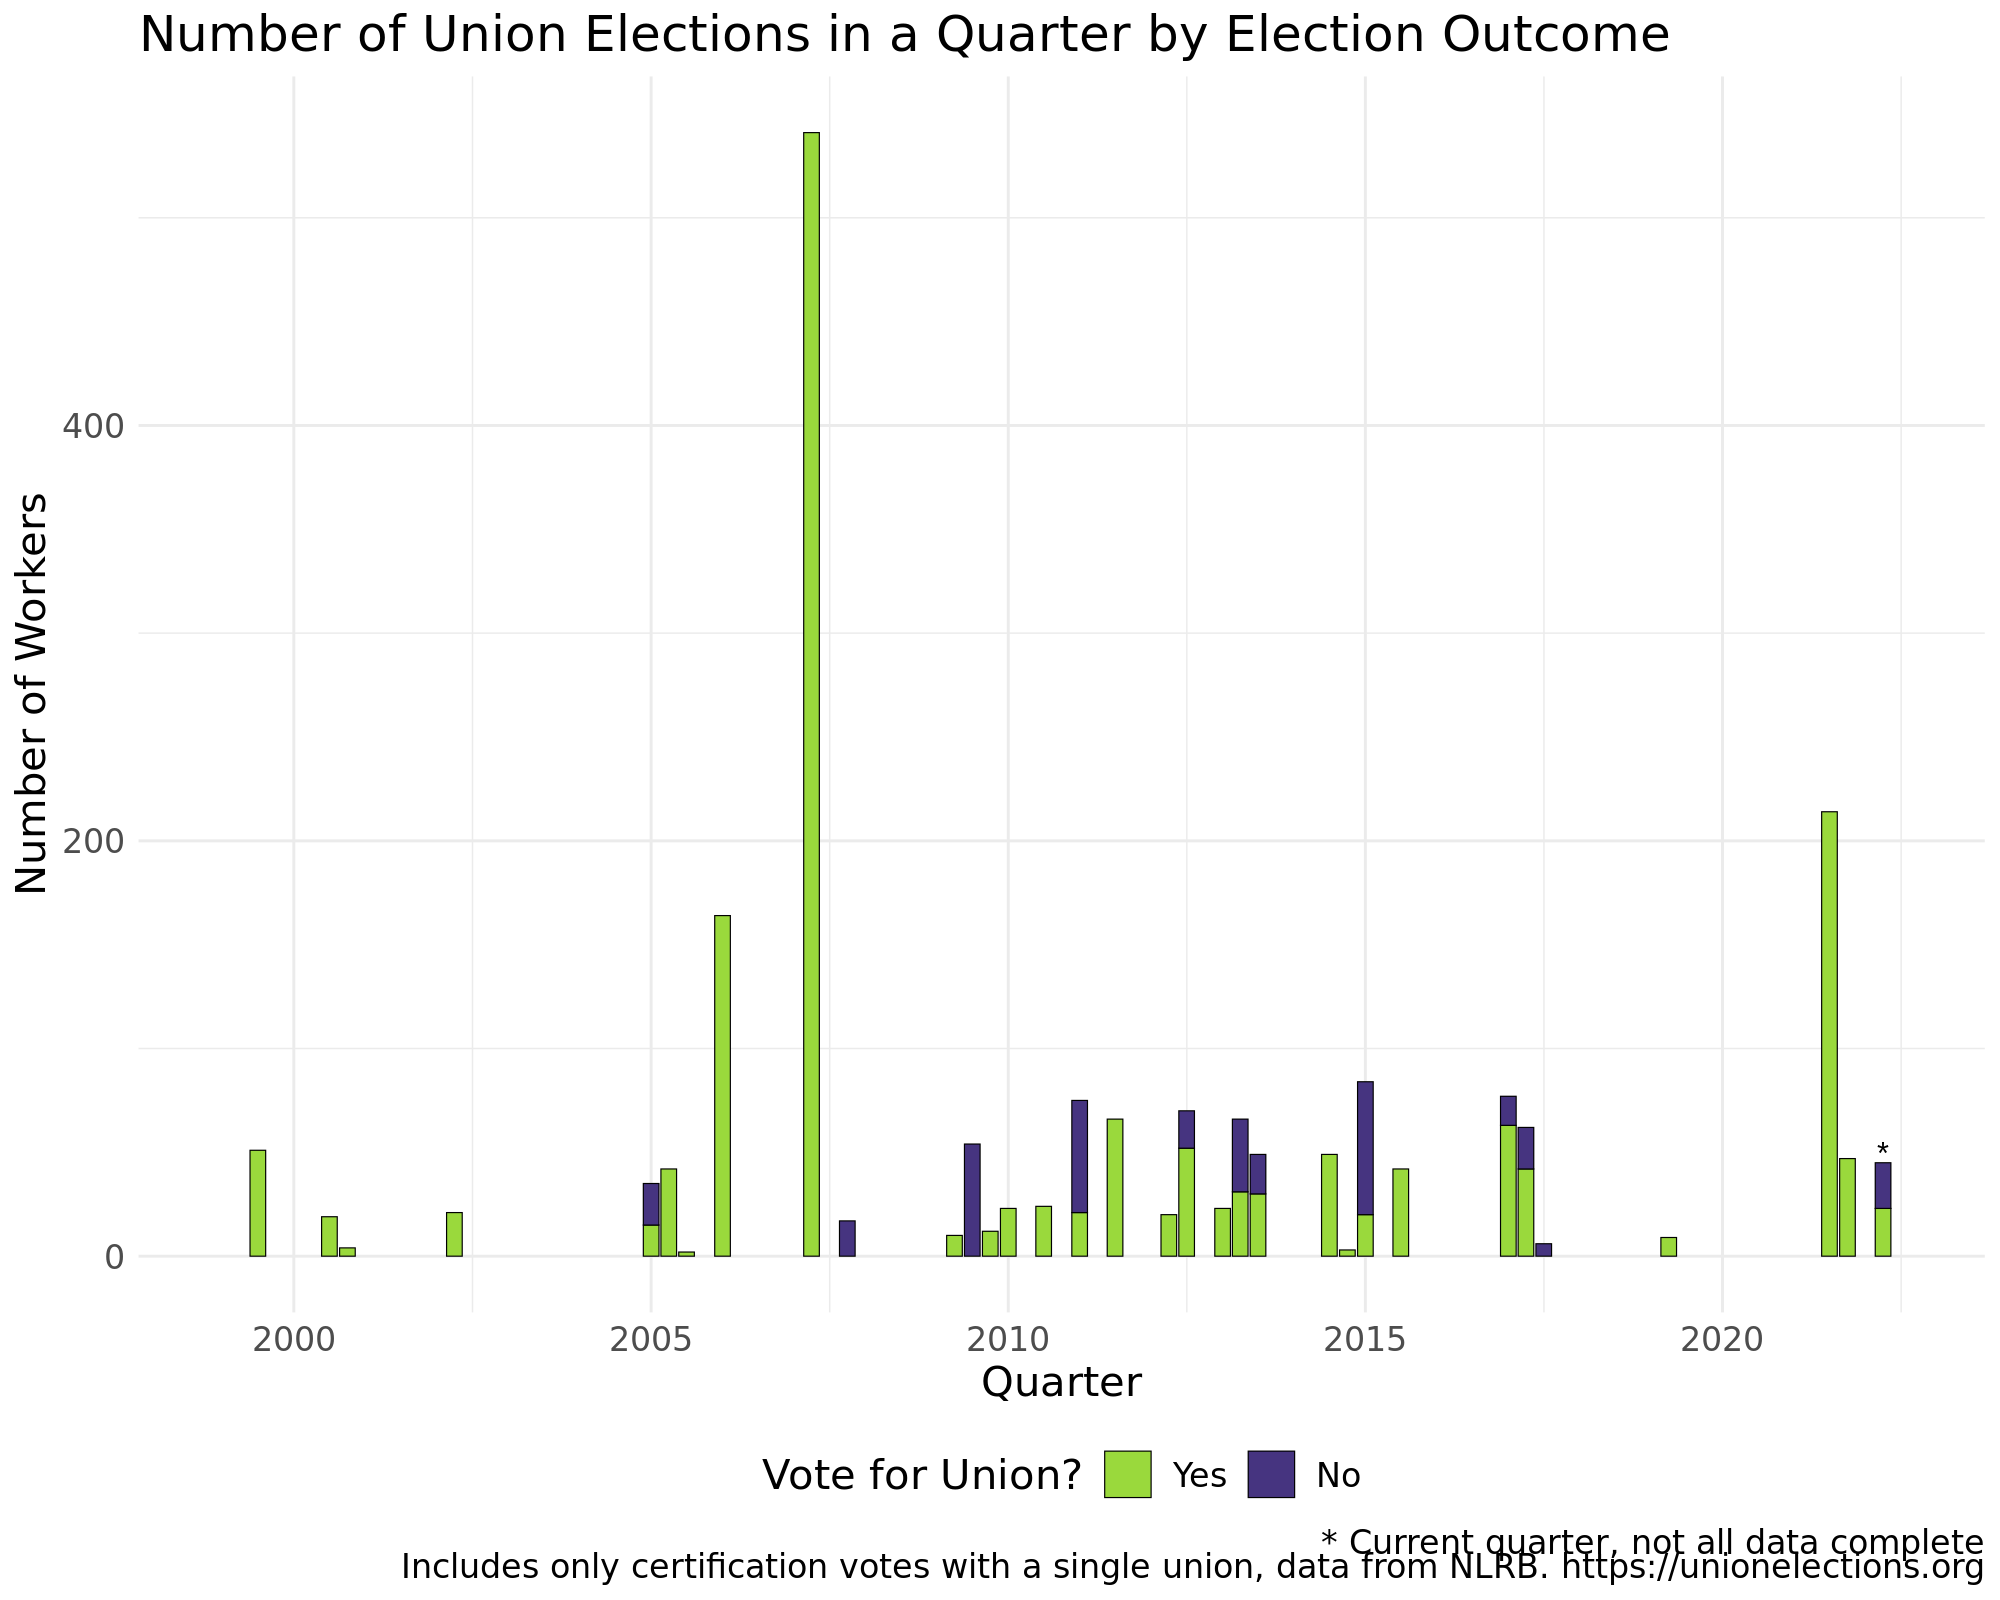 Number of Union Elections in a Quarter by Election Outcome
Number of Workers
400
200
0
*
2000 2005 2010 2015 2020
Quarter
Vote for Union? Yes No
* Current quarter, not all data complete
Includes only certification votes with a single union, data from NLRB. https://unionelections.org